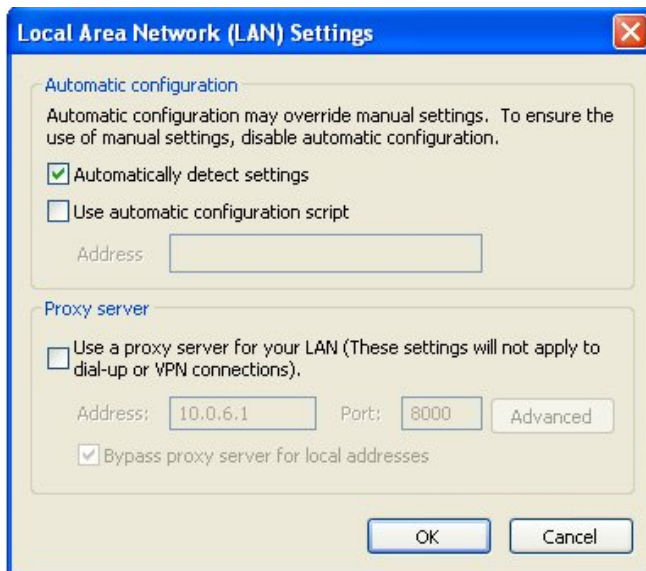 Local Area Network (LAN) Settings
Automatic configuration
Automatic configuration may override manual settings.  To ensure the
use of manual settings, disable automatic configuration.
Automatically detect settings
Use automatic configuration script
Address
Proxy server
Use a proxy server for your LAN (These settings will not apply to
dial-up or VPN connections).
Address: 10.0.6.1 Port: 8000 Advanced
Bypass proxy server for local addresses
OK Cancel